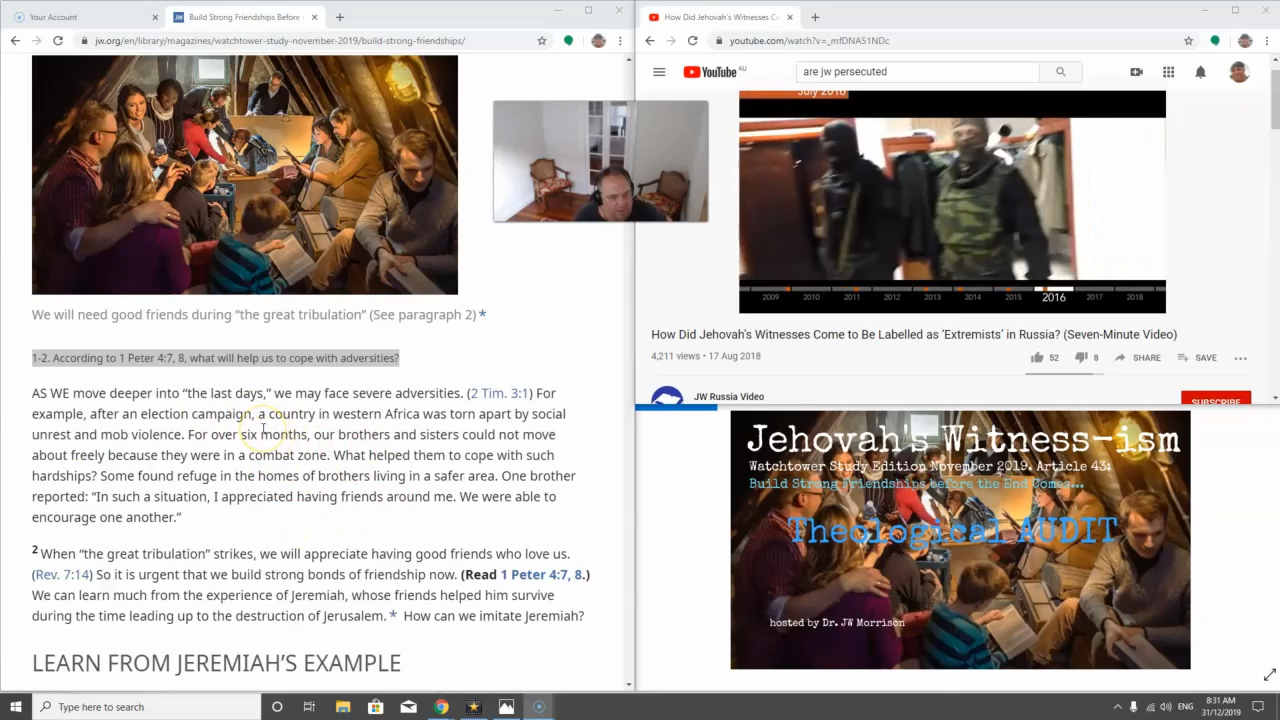 Your Account
Build Strong Friendships Before
jw.org/en/library/magazines/watchtower-study-november-2019/build-strong-friendships/
We will need good friends during “the great tribulation” (See paragraph 2) *
1-2. According to 1 Peter 4:7, 8, what will help us to cope with adversities?
AS WE move deeper into “the last days,” we may face severe adversities. (2 Tim. 3:1) For
example, after an election campaign, a country in western Africa was torn apart by social
unrest and mob violence. For over six months, our brothers and sisters could not move
about freely because they were in a combat zone. What helped them to cope with such
hardships? Some found refuge in the homes of brothers living in a safer area. One brother
reported: “In such a situation, I appreciated having friends around me. We were able to
encourage one another.”
2 When “the great tribulation” strikes, we will appreciate having good friends who love us.
(Rev. 7:14) So it is urgent that we build strong bonds of friendship now. (Read 1 Peter 4:7, 8.)
We can learn much from the experience of Jeremiah, whose friends helped him survive
during the time leading up to the destruction of Jerusalem. * How can we imitate Jeremiah?
LEARN FROM JEREMIAH’S EXAMPLE
How Did Jehovah's Witnesses Co
youtube.com/watch?v=_mfDNAS1NDc
YouTube AU
are jw persecuted
July 2016
2009 2010 2011 2012 2013 2014 2015 2016 2017 2018
How Did Jehovah’s Witnesses Come to Be Labelled as ‘Extremists’ in Russia? (Seven-Minute Video)
4,211 views • 17 Aug 2018
52 8 SHARE SAVE
JW Russia Video
SUBSCRIBE
Jehovah's Witness-ism
Watchtower Study Edition November 2019. Article 43:
Build Strong Friendships before the End Comes...
Theological AUDIT
hosted by Dr. JW Morrison
Type here to search
ENG
8:31 AM
31/12/2019